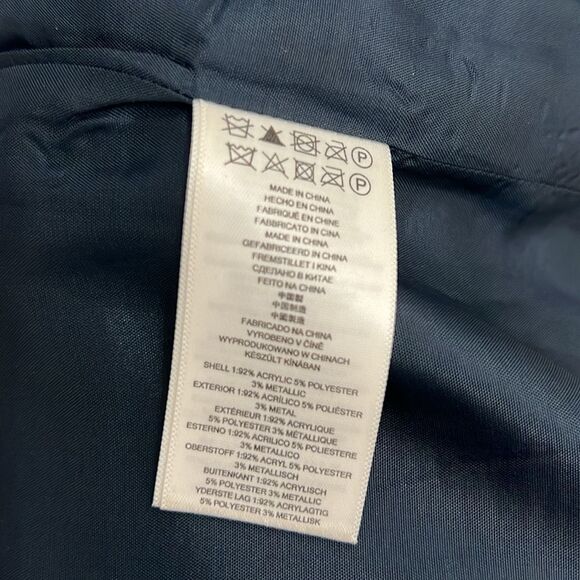 P
P
MADE IN CHINA
HECHO EN CHINA
FABRIQUÉ EN CHINE
FABBRICATO IN CINA
MADE IN CHINA
GEFABRICEERD IN CHINA
FREMSTILLET I KINA
СДЕЛАНО В КИТАЕ
FEITO NA CHINA
中国製
中国制造
中國製造
FABRICADO NA CHINA
VYROBENO V ČÍNĚ
WYPRODUKOWANO W CHINACH
KÉSZÜLT KÍNÁBAN
SHELL 1:92% ACRYLIC 5% POLYESTER
3% METALLIC
EXTERIOR 1:92% ACRÍLICO 5% POLIÉSTER
3% METAL
EXTÉRIEUR 1:92% ACRYLIQUE
5% POLYESTER 3% MÉTALLIQUE
ESTERNO 1:92% ACRILICO 5% POLIESTERE
3% METALLICO
OBERSTOFF 1:92% ACRYL 5% POLYESTER
3% METALLISCH
BUITENKANT 1:92% ACRYLISCH
5% POLYESTER 3% METALLIC
YDERSTE LAG 1:92% ACRYLAGTIG
5% POLYESTER 3% METALLISK